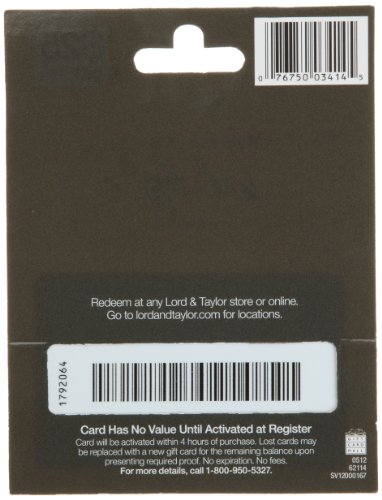 0 76750 03414 5
Redeem at any Lord & Taylor store or online.
Go to lordandtaylor.com for locations.
1792064
Card Has No Value Until Activated at Register
Card will be activated within 4 hours of purchase. Lost cards may
be replaced with a new gift card for the remaining balance upon
presenting required proof. No expiration. No fees.
For more details, call 1-800-950-5327.
GIFT
CARD
MALL
0512
62114
SV12000167